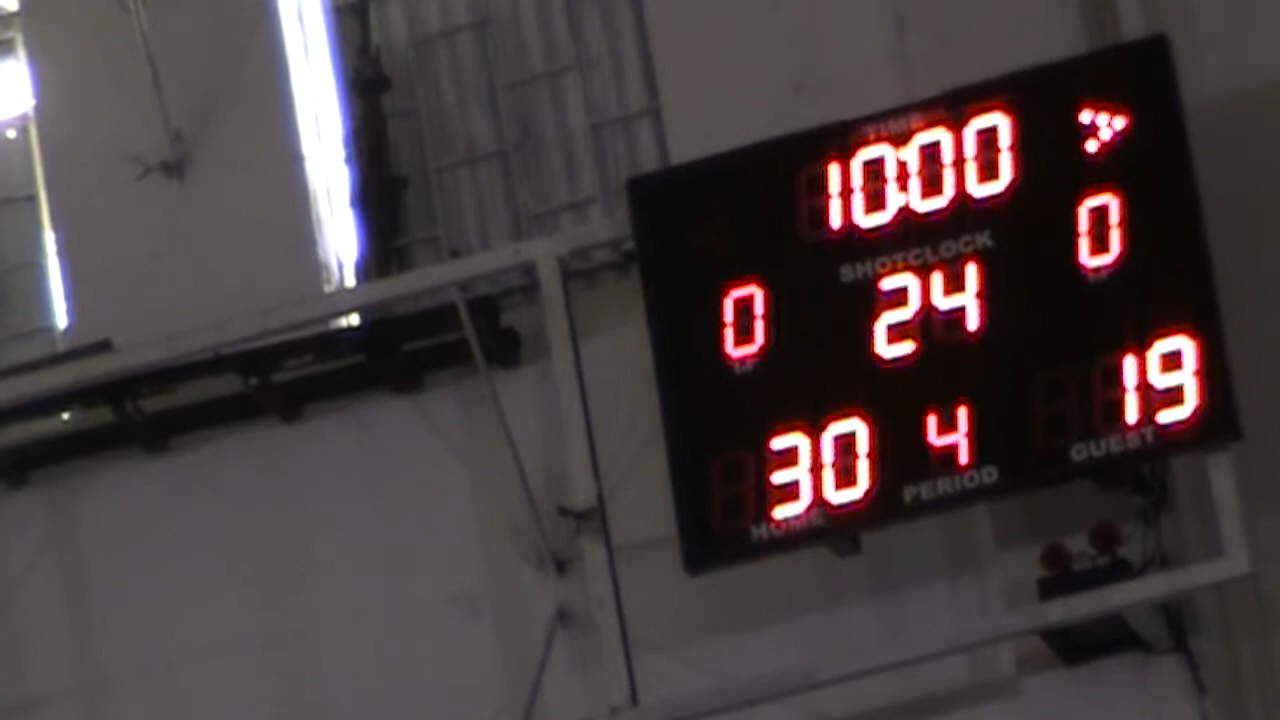 TIME
10:00
SHOTCLOCK
0 24 0
30 4 19
HOME PERIOD GUEST